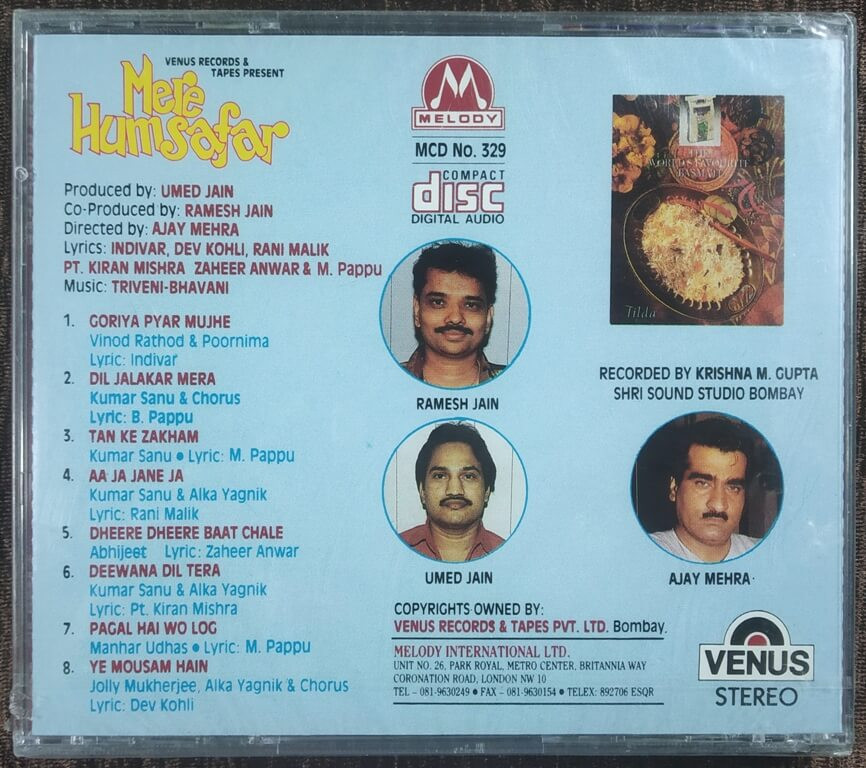 VENUS RECORDS &
TAPES PRESENT
Mere
Humsafar
Produced by: UMED JAIN
Co-Produced by: RAMESH JAIN
Directed by: AJAY MEHRA
Lyrics: INDIVAR, DEV KOHLI, RANI MALIK
PT. KIRAN MISHRA ZAHEER ANWAR & M. Pappu
Music: TRIVENI-BHAVANI
1. GORIYA PYAR MUJHE
Vinod Rathod & Poornima
Lyric: Indivar
2. DIL JALAKAR MERA
Kumar Sanu & Chorus
Lyric: B. Pappu
3. TAN KE ZAKHAM
Kumar Sanu ● Lyric: M. Pappu
4. AA JA JANE JA
Kumar Sanu & Alka Yagnik
Lyric: Rani Malik
5. DHEERE DHEERE BAAT CHALE
Abhijeet Lyric: Zaheer Anwar
6. DEEWANA DIL TERA
Kumar Sanu & Alka Yagnik
Lyric: Pt. Kiran Mishra
7. PAGAL HAI WO LOG
Manhar Udhas ● Lyric: M. Pappu
8. YE MOUSAM HAIN
Jolly Mukherjee, Alka Yagnik & Chorus
Lyric: Dev Kohli
MELODY
MCD No. 329
COMPACT
disc
DIGITAL AUDIO
RAMESH JAIN
UMED JAIN
THE
WORLD'S FAVOURITE
BASMATI
Tilda
RECORDED BY KRISHNA M. GUPTA
SHRI SOUND STUDIO BOMBAY
AJAY MEHRA
COPYRIGHTS OWNED BY:
VENUS RECORDS & TAPES PVT. LTD. Bombay.
MELODY INTERNATIONAL LTD.
UNIT NO. 26, PARK ROYAL, METRO CENTER, BRITANNIA WAY
CORONATION ROAD, LONDON NW 10
TEL – 081-9630249 ● FAX – 081-9630154 ● TELEX: 892706 ESQR
VENUS
STEREO